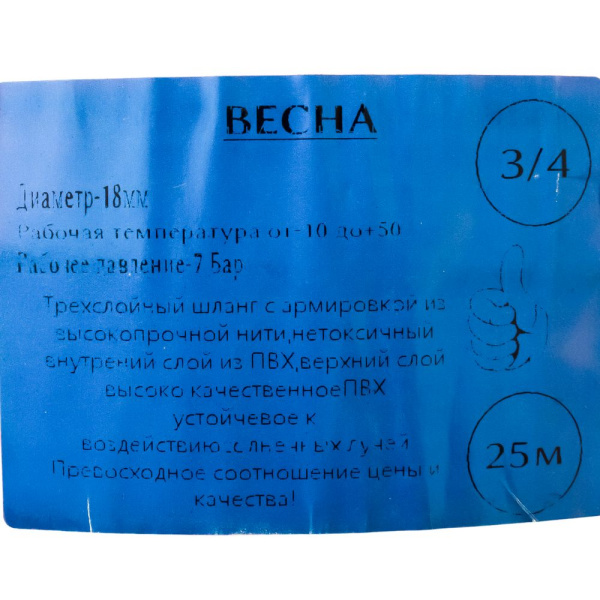 ВЕСНА
3/4
Диаметр-18мм
Рабочая температура от-10 до+50
Рабочее давление-7 Бар
Трехслойный шланг с армировкой из
высокопрочной нити,нетоксичный
внутрений слой из ПВХ,верхний слой
высоко качественноеПВХ
устойчевое к
воздействию солнечных лучей
Превосходное соотношение цены и
качества!
25м